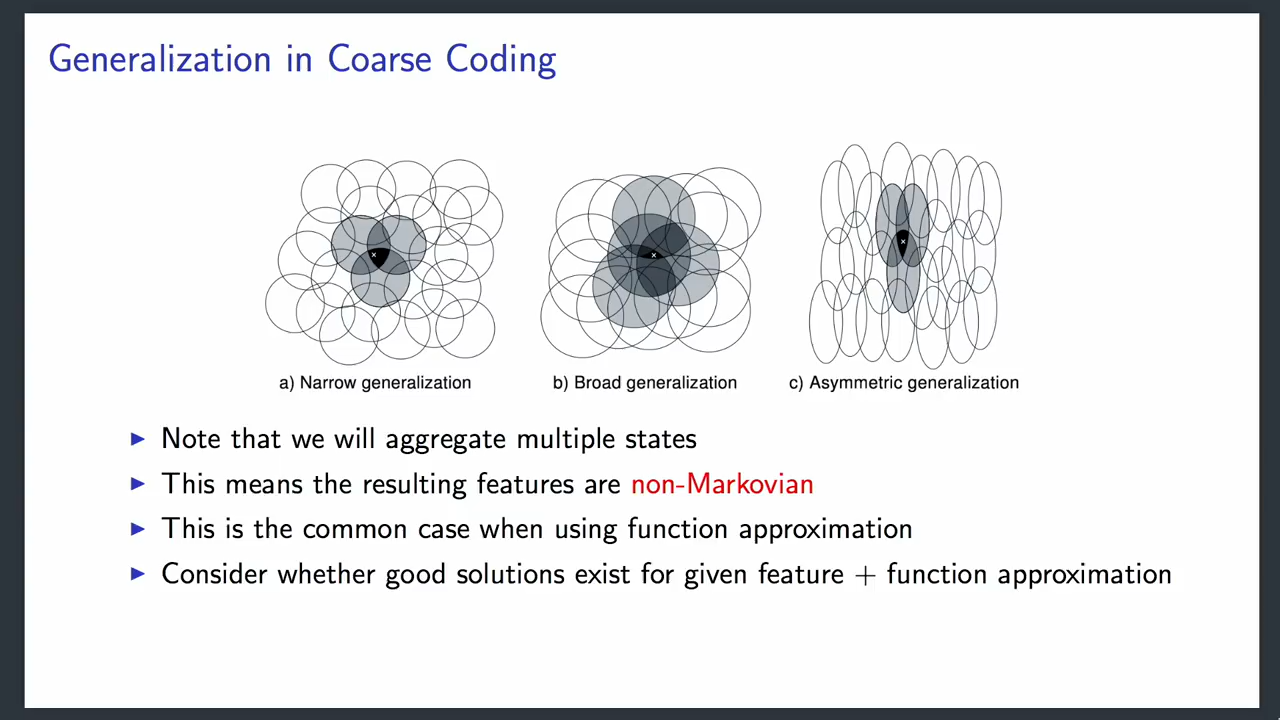 Generalization in Coarse Coding
a) Narrow generalization
b) Broad generalization
c) Asymmetric generalization
▶ Note that we will aggregate multiple states
▶ This means the resulting features are non-Markovian
▶ This is the common case when using function approximation
▶ Consider whether good solutions exist for given feature + function approximation